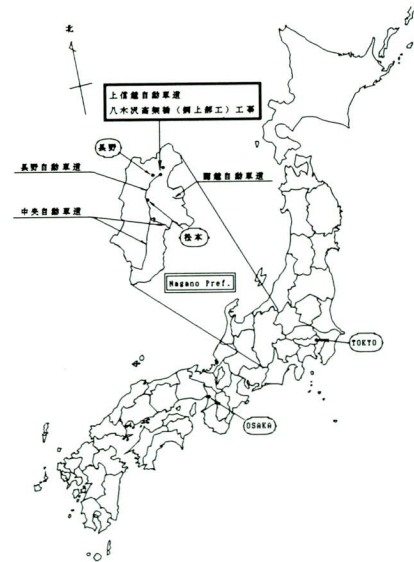 北
上信越自動車道
八木沢高架橋(鋼上部工)工事
長野
長野自動車道
関越自動車道
中央自動車道
松本
Nagano Pref.
TOKYO
OSAKA